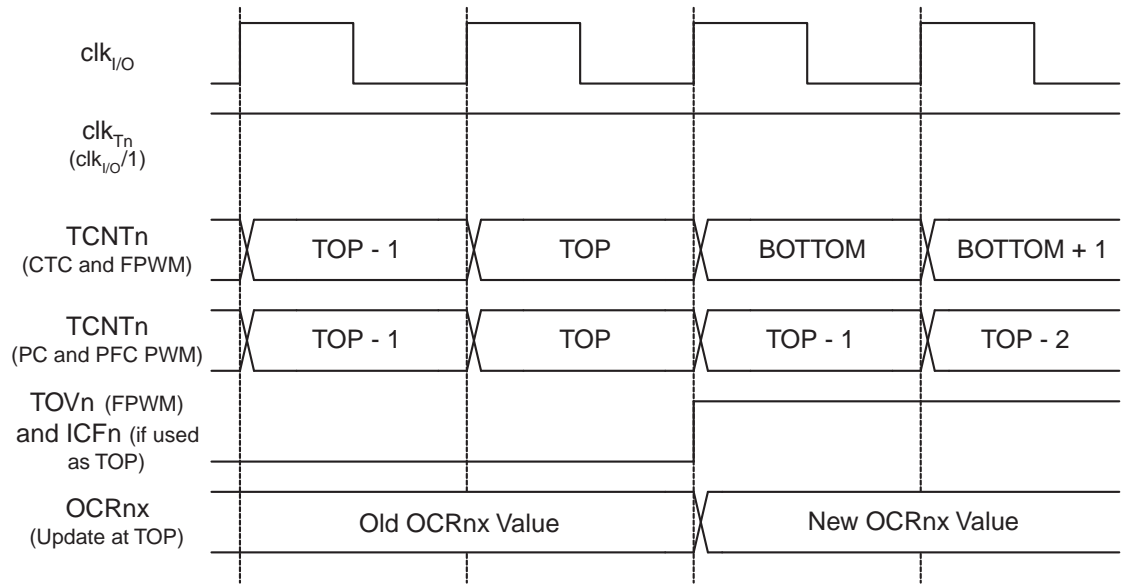 clkI/O
clkTn
(clkI/O/1)
TCNTn
(CTC and FPWM)
TOP - 1
TOP
BOTTOM
BOTTOM + 1
TCNTn
(PC and PFC PWM)
TOP - 1
TOP
TOP - 1
TOP - 2
TOVn (FPWM)
and ICFn (if used
as TOP)
OCRnx
(Update at TOP)
Old OCRnx Value
New OCRnx Value